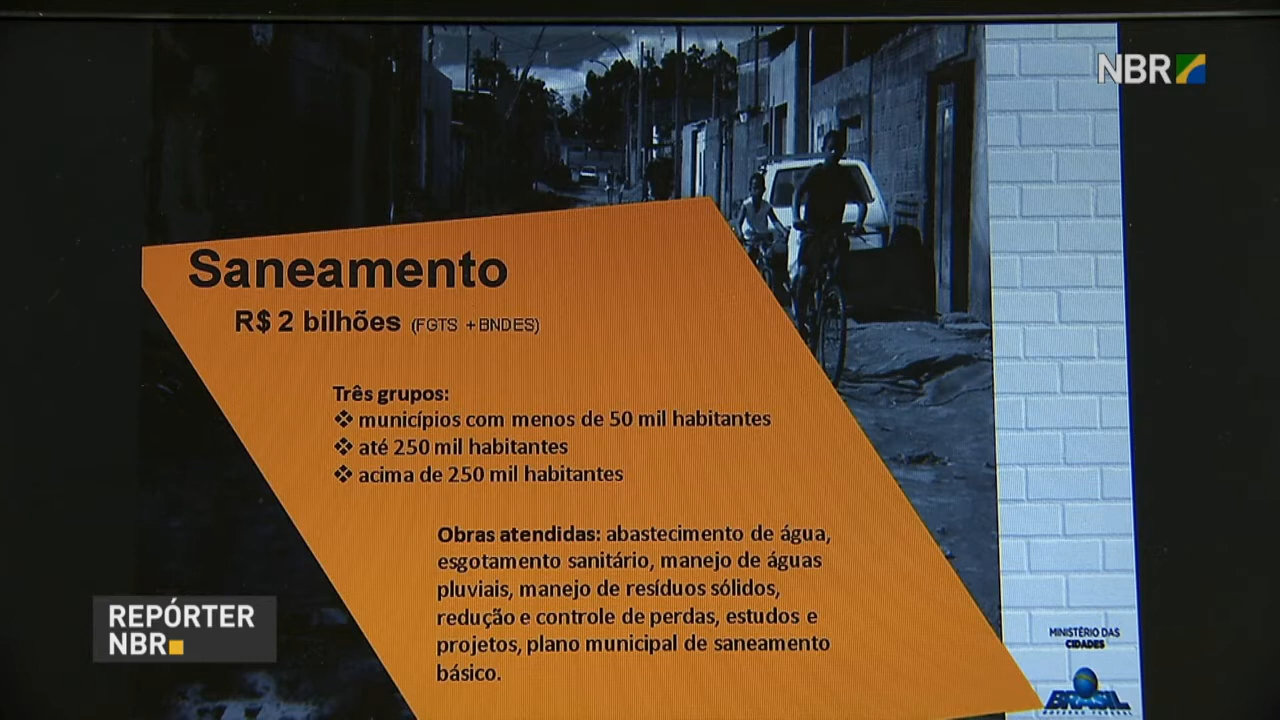 NBR
Saneamento
R$ 2 bilhões (FGTS + BNDES)
Três grupos:
❖ municípios com menos de 50 mil habitantes
❖ até 250 mil habitantes
❖ acima de 250 mil habitantes
Obras atendidas: abastecimento de água,
esgotamento sanitário, manejo de águas
pluviais, manejo de resíduos sólidos,
redução e controle de perdas, estudos e
projetos, plano municipal de saneamento
básico.
REPÓRTER
NBR
MINISTÉRIO DAS
CIDADES
BRASIL
GOVERNO FEDERAL